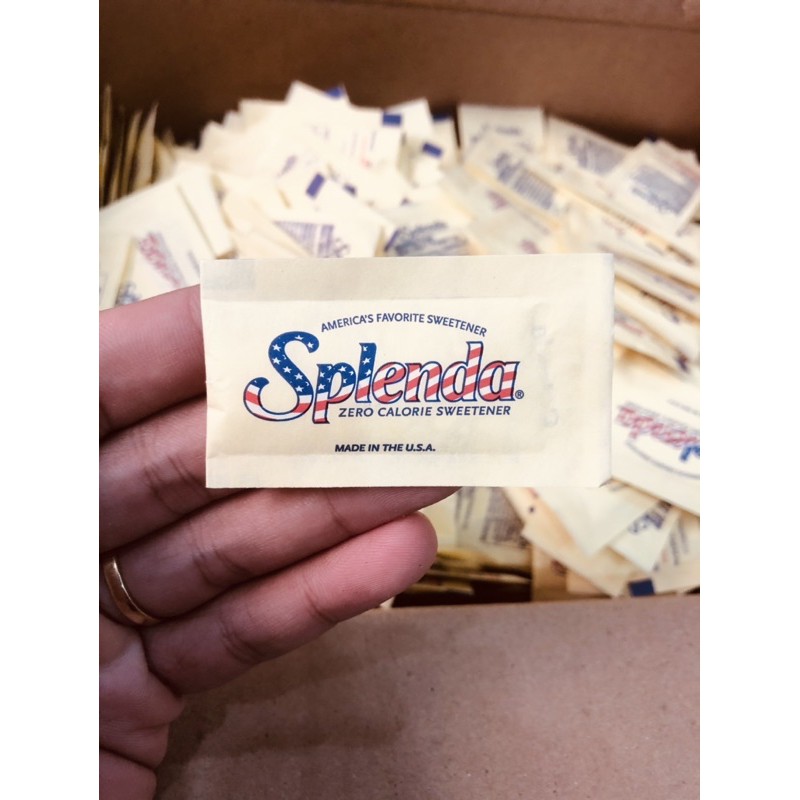 AMERICA'S FAVORITE SWEETENER
Splenda®
ZERO CALORIE SWEETENER
MADE IN THE U.S.A.